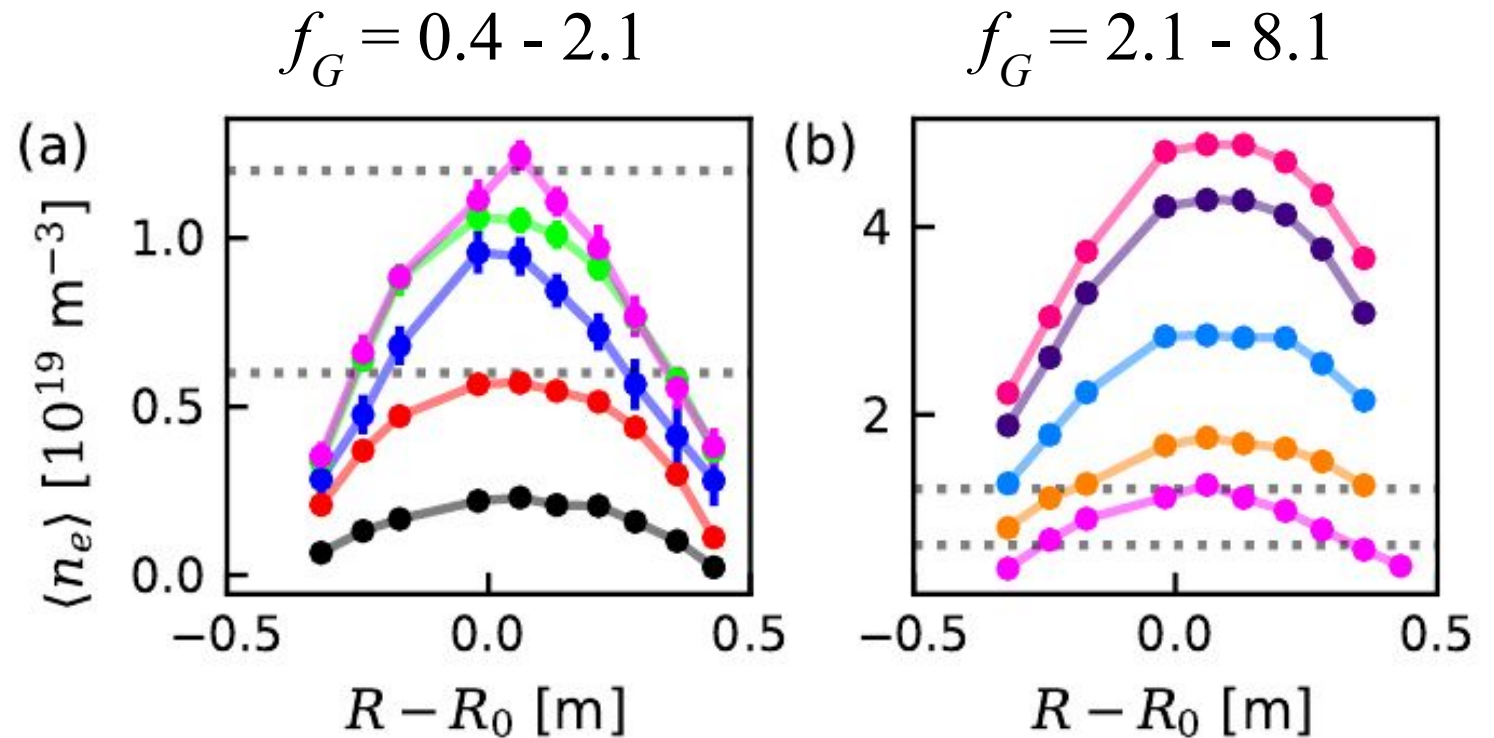 f_G = 0.4 - 2.1
f_G = 2.1 - 8.1
(a)
(b)
⟨n_e⟩ [10^19 m^−3]
1.0
0.5
0.0
4
2
−0.5 0.0 0.5
−0.5 0.0 0.5
R − R_0 [m]
R − R_0 [m]